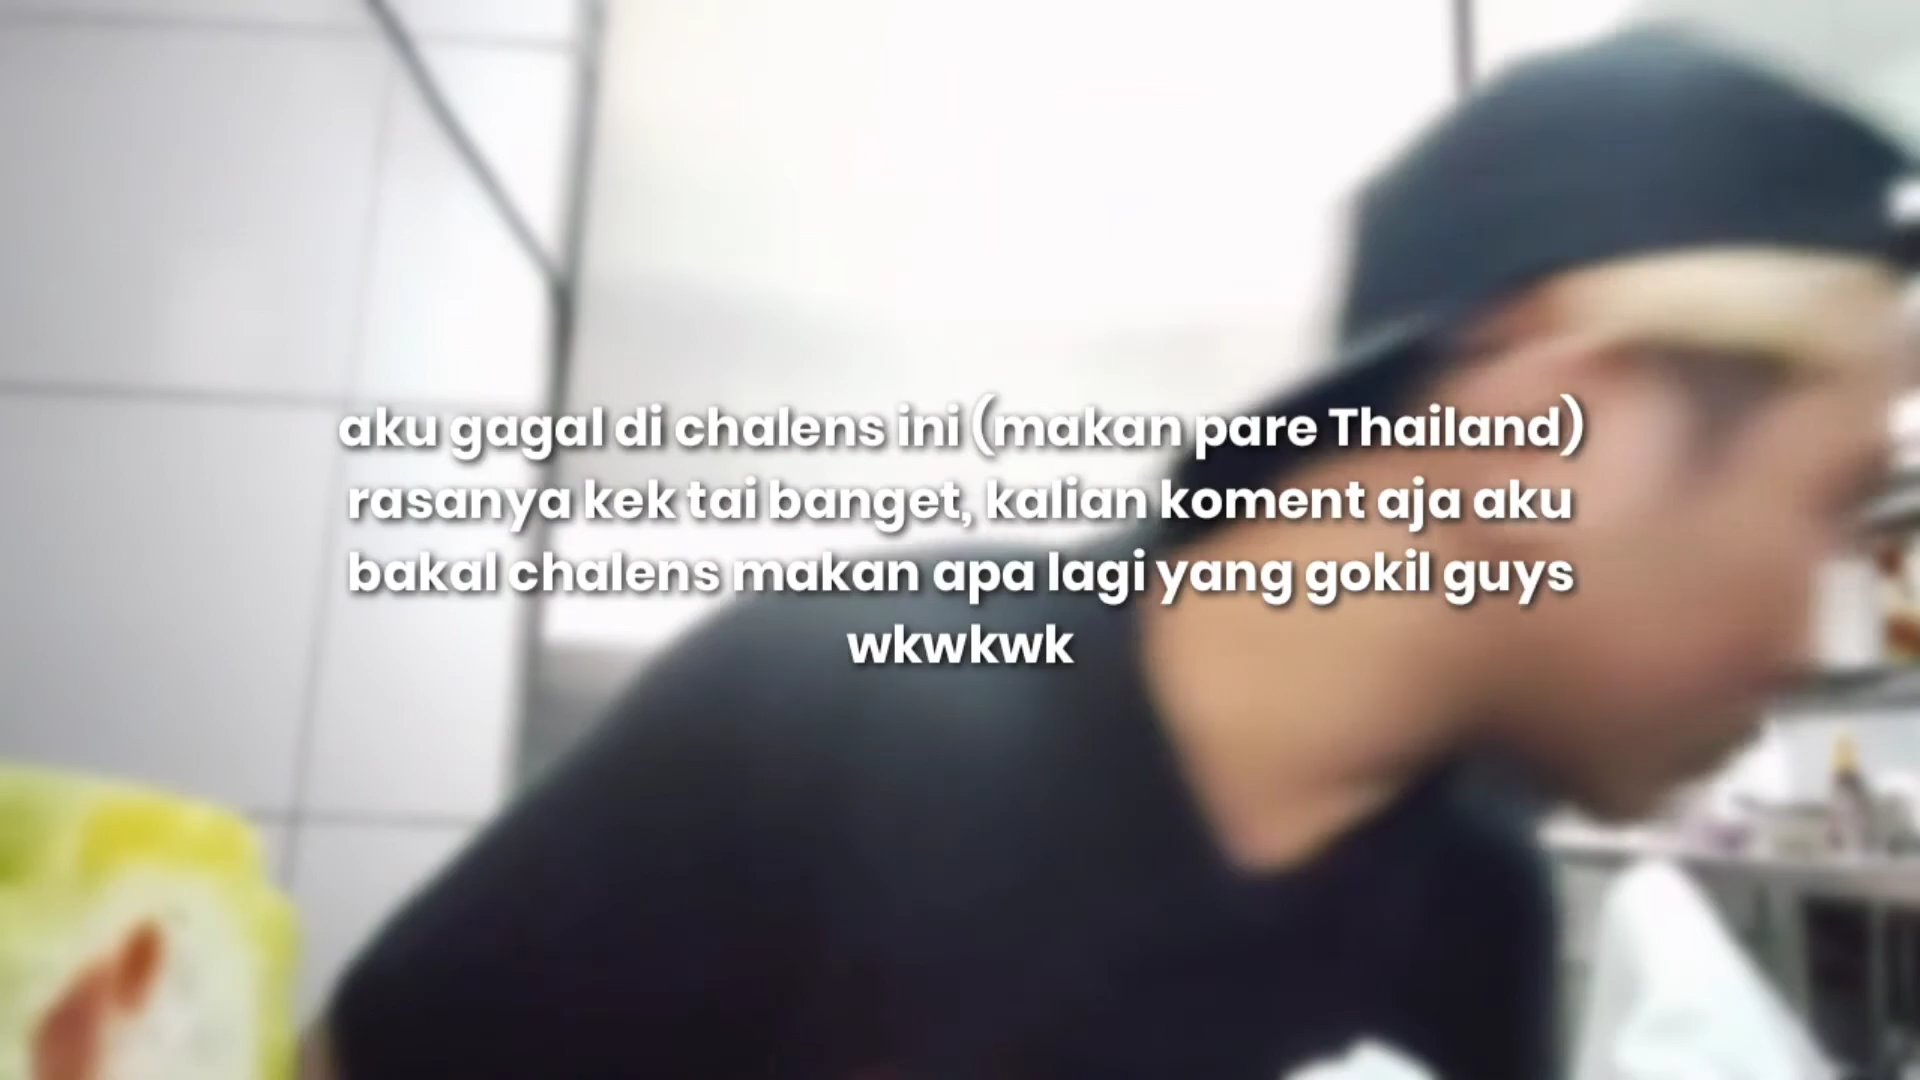 aku gagal di chalens ini (makan pare Thailand)
rasanya kek tai banget, kalian koment aja aku
bakal chalens makan apa lagi yang gokil guys
wkwkwk